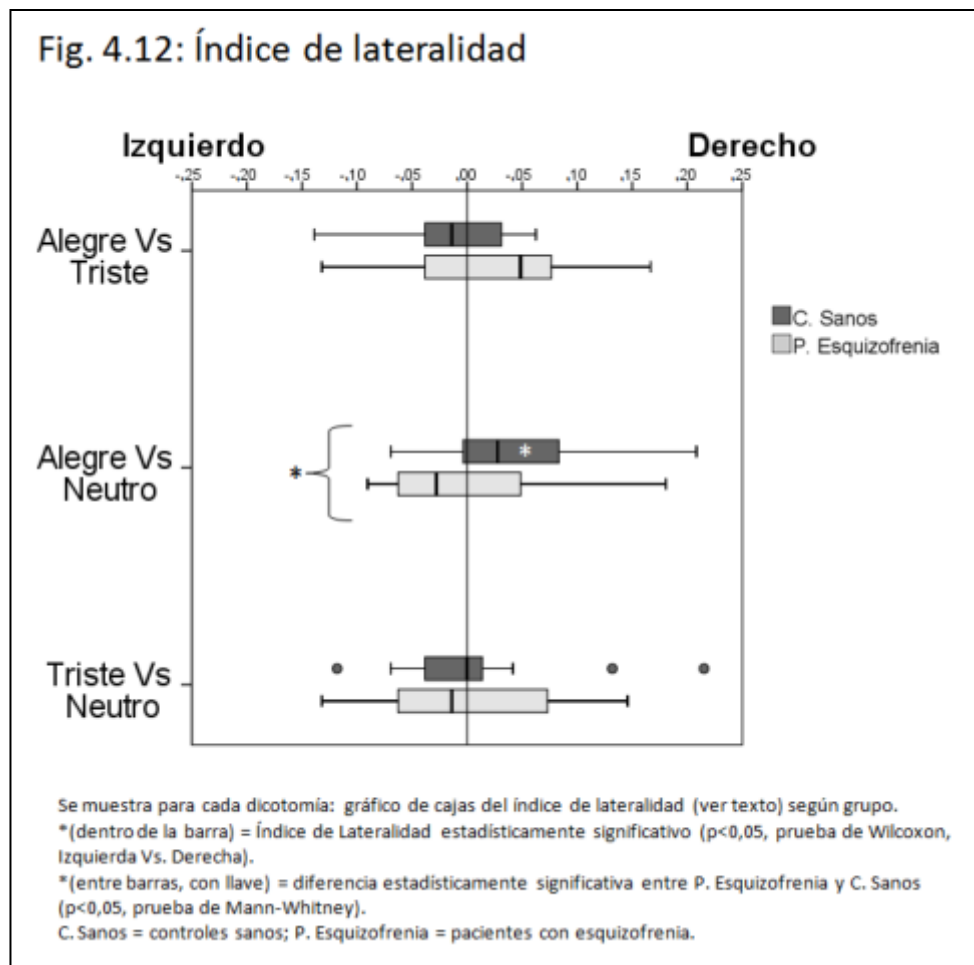 Fig. 4.12: Índice de lateralidad
Izquierdo
Derecho
-.25 -.20 -.15 -.10 -.05 .00 -.05 .10 .15 .20 .25
Alegre Vs
Triste
C. Sanos
P. Esquizofrenia
*
*
Alegre Vs
Neutro
Triste Vs
Neutro
Se muestra para cada dicotomía: gráfico de cajas del índice de lateralidad (ver texto) según grupo.
*(dentro de la barra) = Índice de Lateralidad estadísticamente significativo (p<0,05, prueba de Wilcoxon,
Izquierda Vs. Derecha).
*(entre barras, con llave) = diferencia estadísticamente significativa entre P. Esquizofrenia y C. Sanos
(p<0,05, prueba de Mann-Whitney).
C. Sanos = controles sanos; P. Esquizofrenia = pacientes con esquizofrenia.